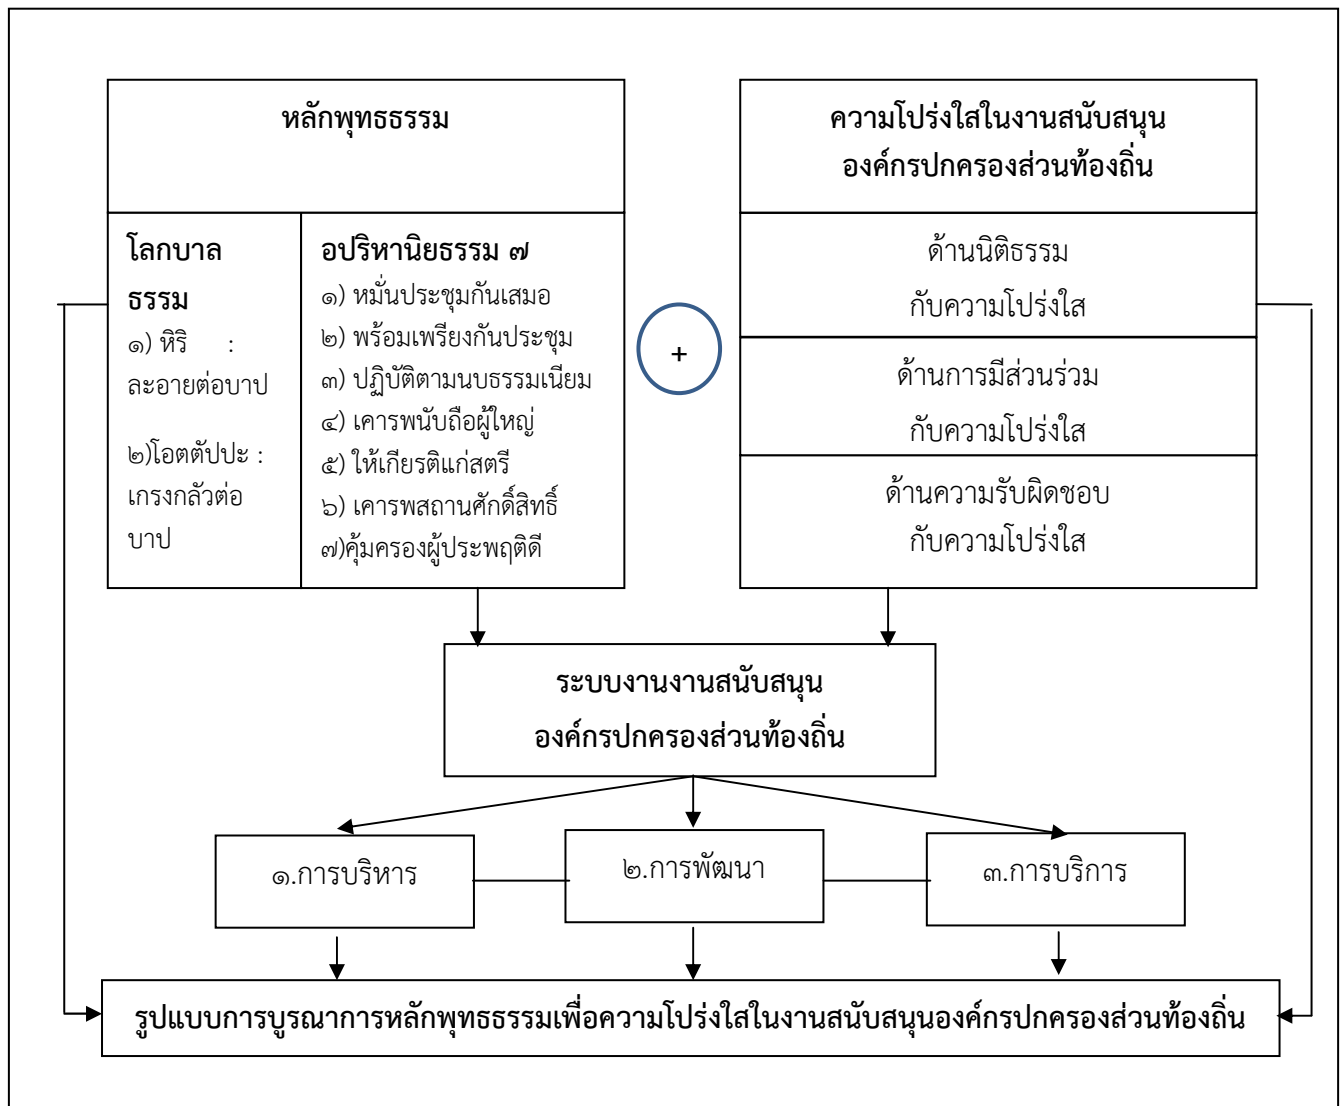 หลักพุทธธรรม
โลกบาล
ธรรม
๑) หิริ :
ละอายต่อบาป
๒)โอตตัปปะ :
เกรงกลัวต่อ
บาป
อปริหานิยธรรม ๗
๑) หมั่นประชุมกันเสมอ
๒) พร้อมเพรียงกันประชุม
๓) ปฏิบัติตามนบธรรมเนียม
๔) เคารพนับถือผู้ใหญ่
๕) ให้เกียรติแก่สตรี
๖) เคารพสถานศักดิ์สิทธิ์
๗)คุ้มครองผู้ประพฤติดี
+
ความโปร่งใสในงานสนับสนุน
องค์กรปกครองส่วนท้องถิ่น
ด้านนิติธรรม
กับความโปร่งใส
ด้านการมีส่วนร่วม
กับความโปร่งใส
ด้านความรับผิดชอบ
กับความโปร่งใส
ระบบงานงานสนับสนุน
องค์กรปกครองส่วนท้องถิ่น
๑.การบริหาร
๒.การพัฒนา
๓.การบริการ
รูปแบบการบูรณาการหลักพุทธธรรมเพื่อความโปร่งใสในงานสนับสนุนองค์กรปกครองส่วนท้องถิ่น